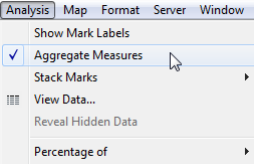 Analysis Map Format Server Window
Show Mark Labels
Aggregate Measures
Stack Marks
View Data...
Reveal Hidden Data
Percentage of